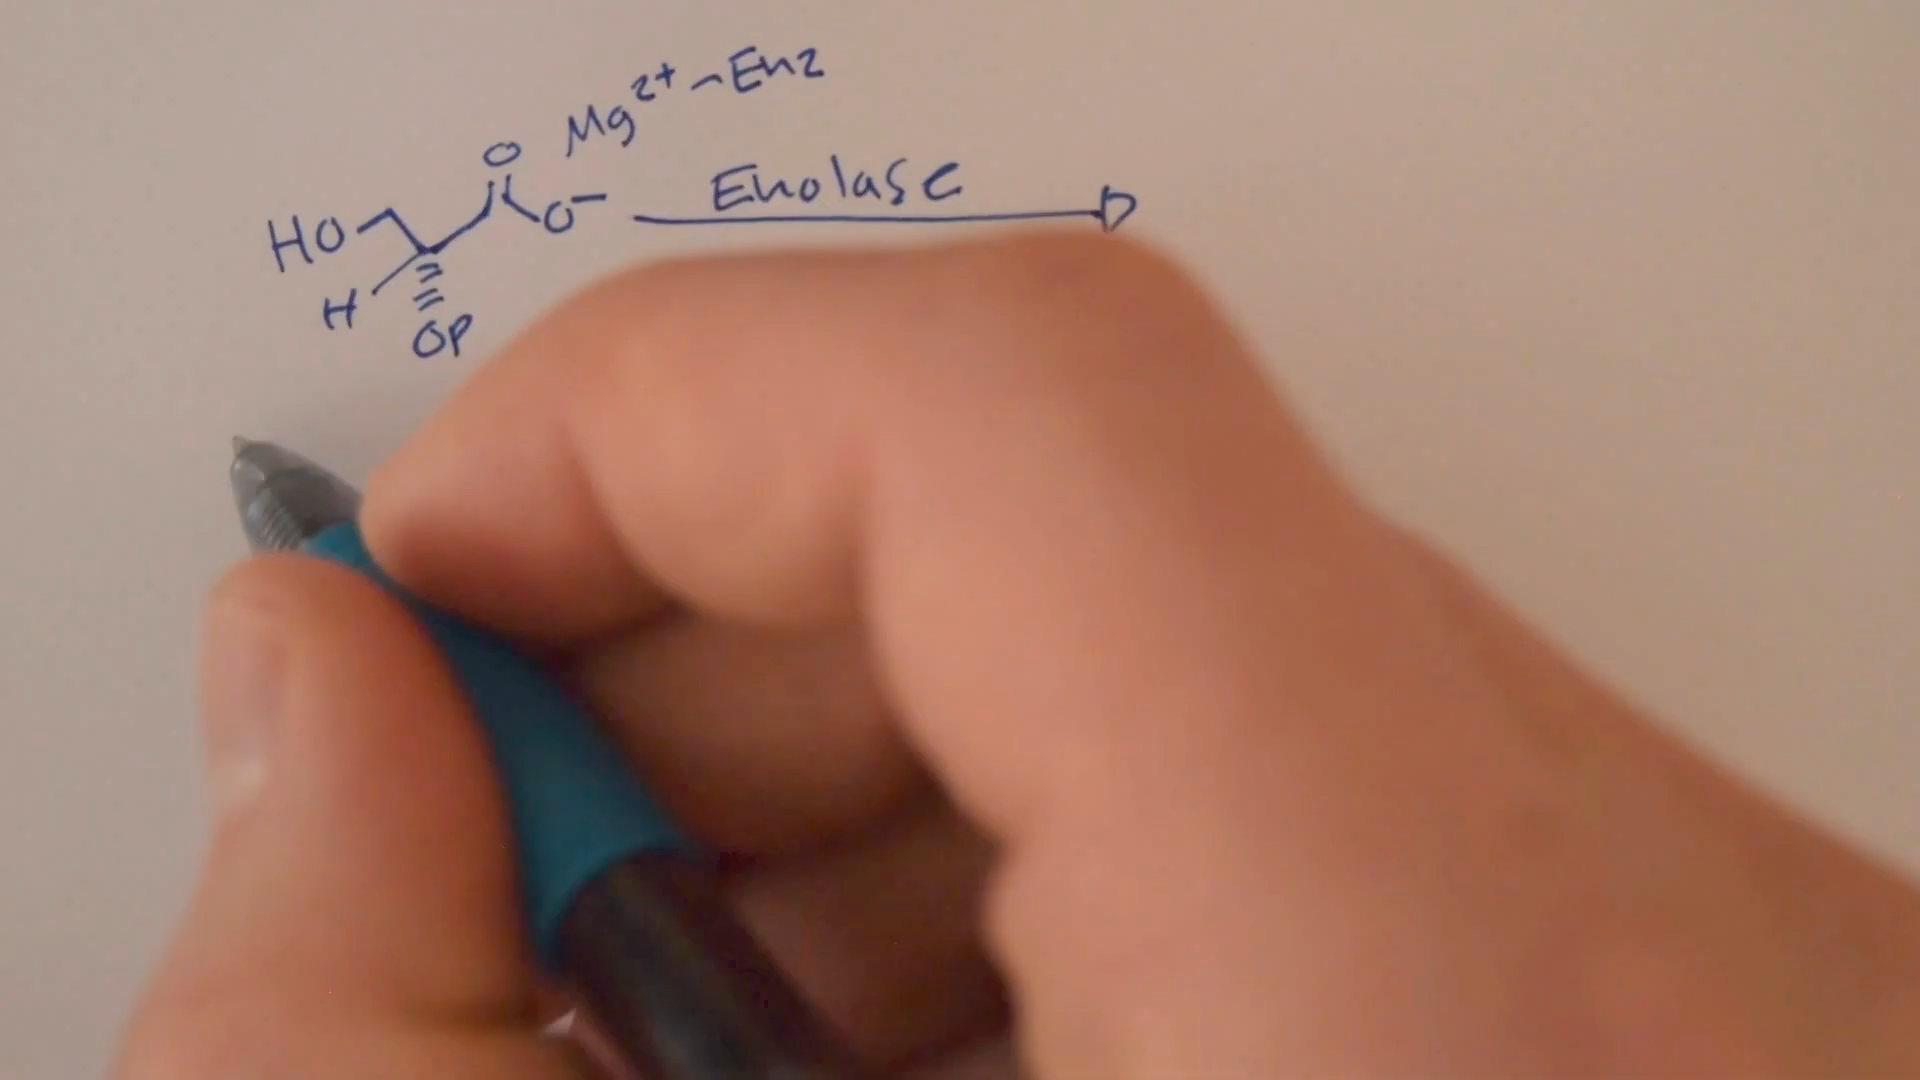 Mg2+ ~ Enz
Enolase
O
O−
HO
H
OP